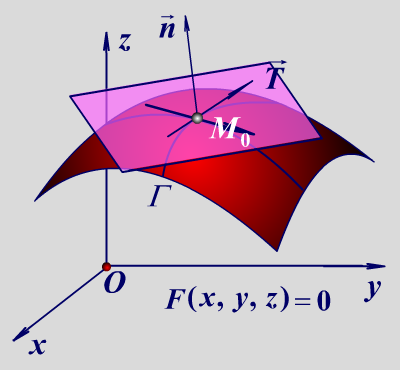 z
n⃗
T⃗
M₀
Γ
O
y
x
F(x, y, z) = 0